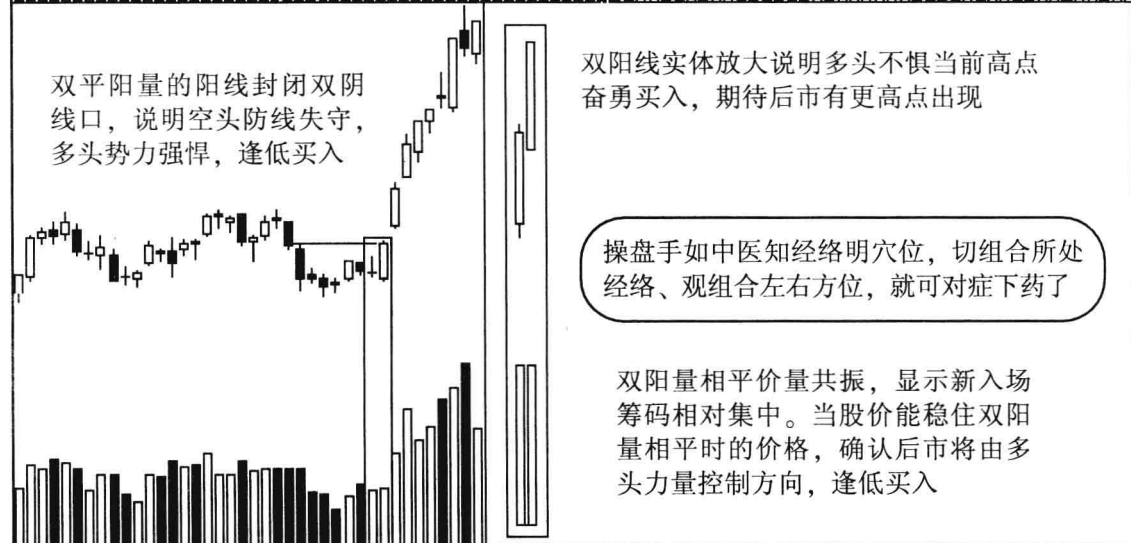 双平阳量的阳线封闭双阴
线口，说明空头防线失守，
多头势力强悍，逢低买入
双阳线实体放大说明多头不惧当前高点
奋勇买入，期待后市有更高点出现
操盘手如中医知经络明穴位，切组合所处
经络、观组合左右方位，就可对症下药了
双阳量相平价量共振，显示新入场
筹码相对集中。当股价能稳住双阳
量相平时的价格，确认后市将由多
头力量控制方向，逢低买入